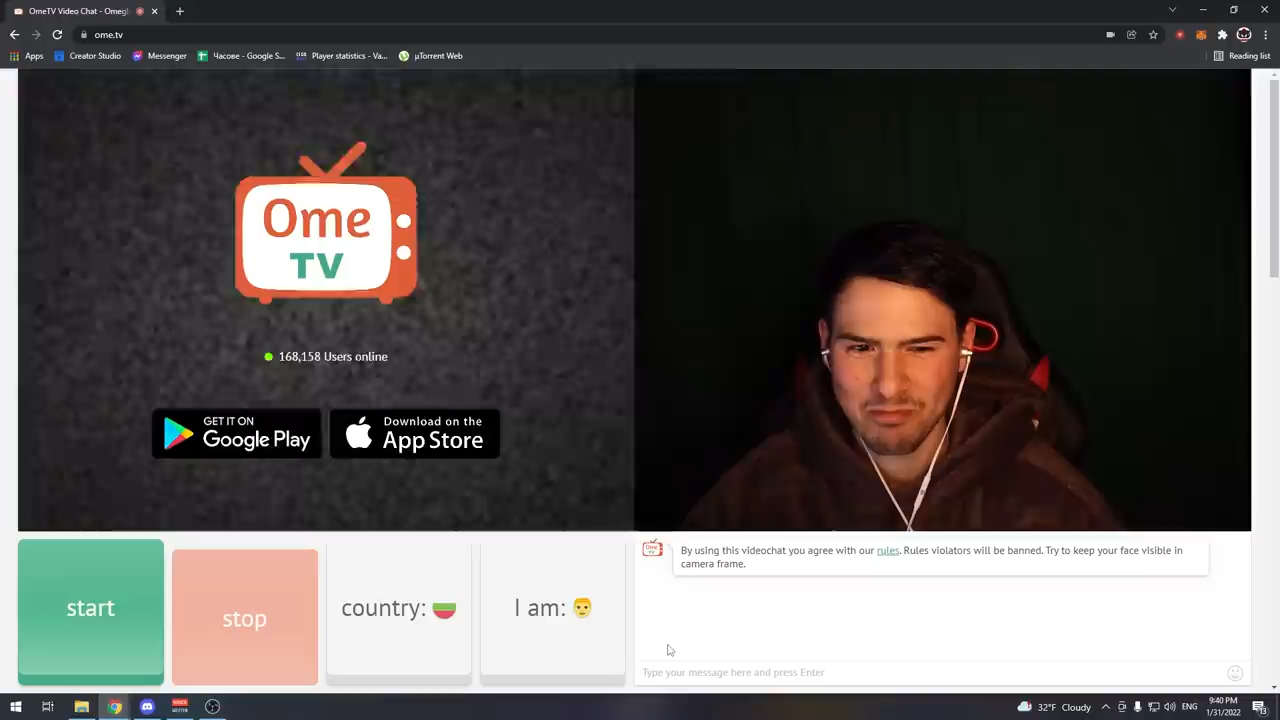 OmeTV Video Chat - Omegl
ome.tv
Apps
Creator Studio
Messenger
Часове - Google S...
Player statistics - Va...
µTorrent Web
Reading list
Ome
TV
168,158 Users online
GET IT ON
Google Play
Download on the
App Store
By using this videochat you agree with our rules. Rules violators will be banned. Try to keep your face visible in
camera frame.
start
stop
country:
I am:
Type your message here and press Enter
32°F Cloudy
ENG
9:40 PM
1/31/2022